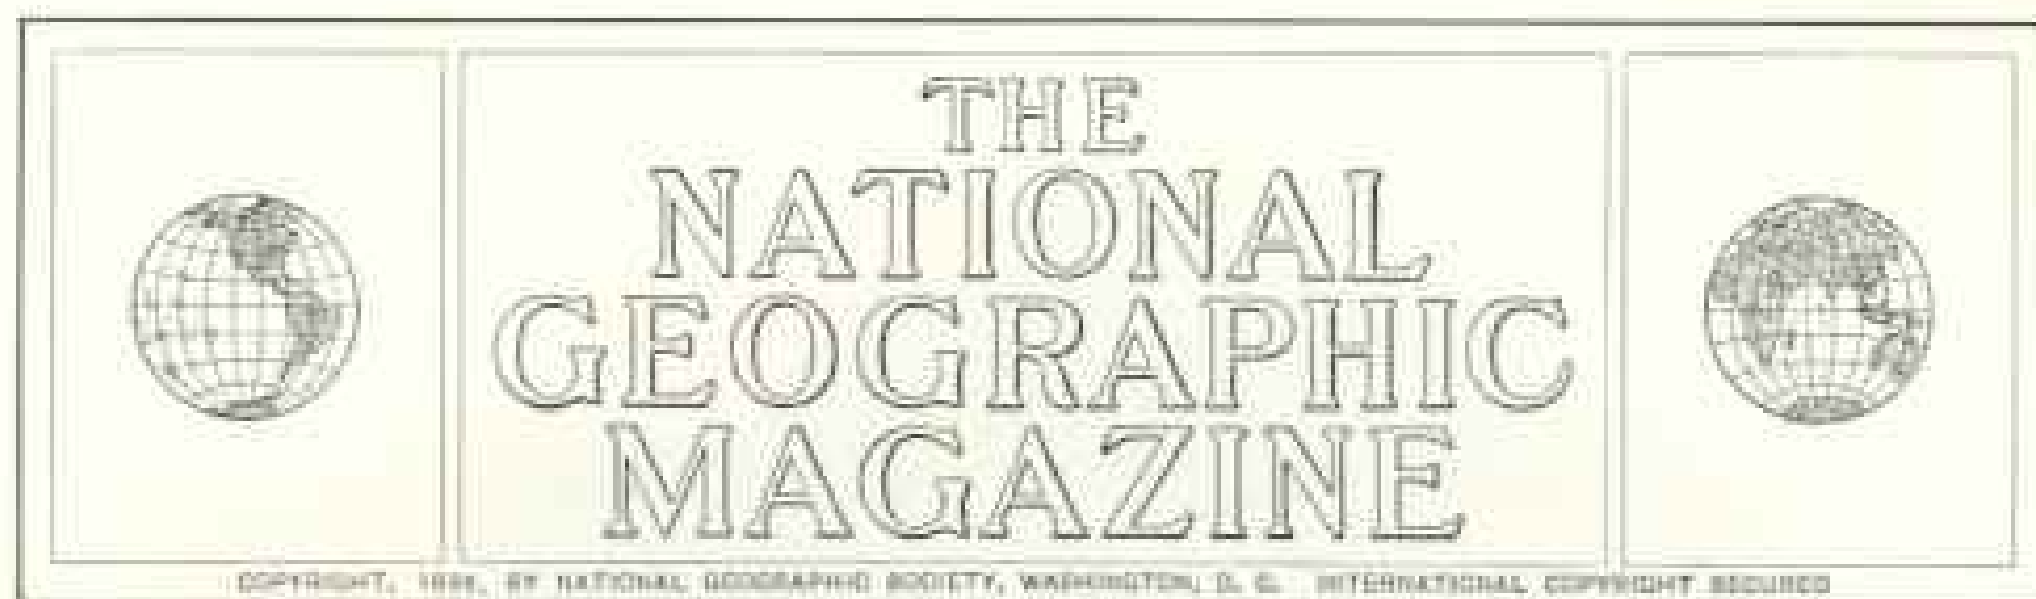 THE
NATIONAL
GEOGRAPHIC
MAGAZINE
COPYRIGHT, BY NATIONAL GEOGRAPHIC SOCIETY, WASHINGTON, D. C. INTERNATIONAL COPYRIGHT SECURED